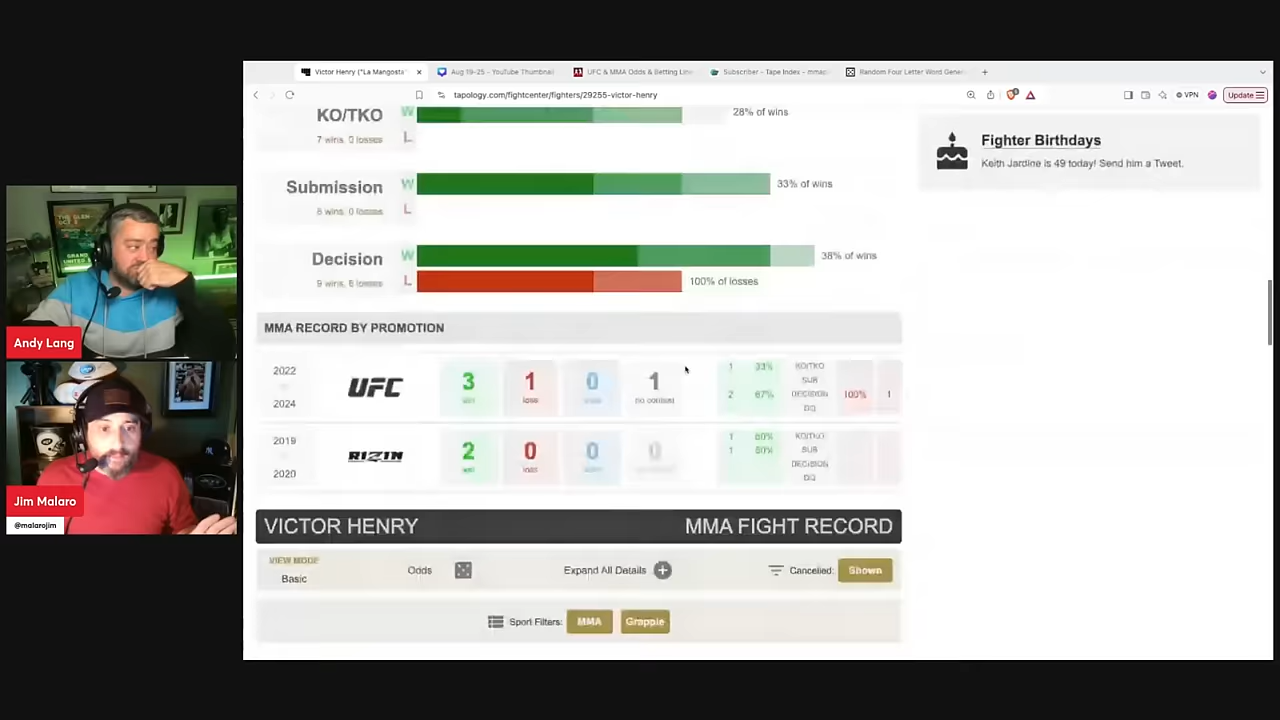 Victor Henry ("La Mangosta"
Aug 19-25 - YouTube Thumbnail
UFC & MMA Odds & Betting Line
Subscriber - Tape Index - mmap
Random Four Letter Word Gener
tapology.com/fightcenter/fighters/29255-victor-henry
VPN
Update
KO/TKO
W
28% of wins
7 wins, 0 losses
L
Fighter Birthdays
Keith Jardine is 49 today! Send him a Tweet.
Submission
W
33% of wins
8 wins, 0 losses
L
Decision
W
38% of wins
9 wins, 6 losses
L
100% of losses
MMA RECORD BY PROMOTION
2022
2024
UFC
3
win
1
loss
0
1
no contest
1 33% KO/TKO
SUB
2 67% DECISION 100% 1
DQ
2019
2020
RIZIN
2
win
0
loss
0
0
1 50% KO/TKO
1 50% SUB
DECISION
DQ
VICTOR HENRY
MMA FIGHT RECORD
VIEW MODE
Basic
Odds
Expand All Details
Cancelled:
Shown
Sport Filters:
MMA
Grapple
Andy Lang
Jim Malaro
@malarojim